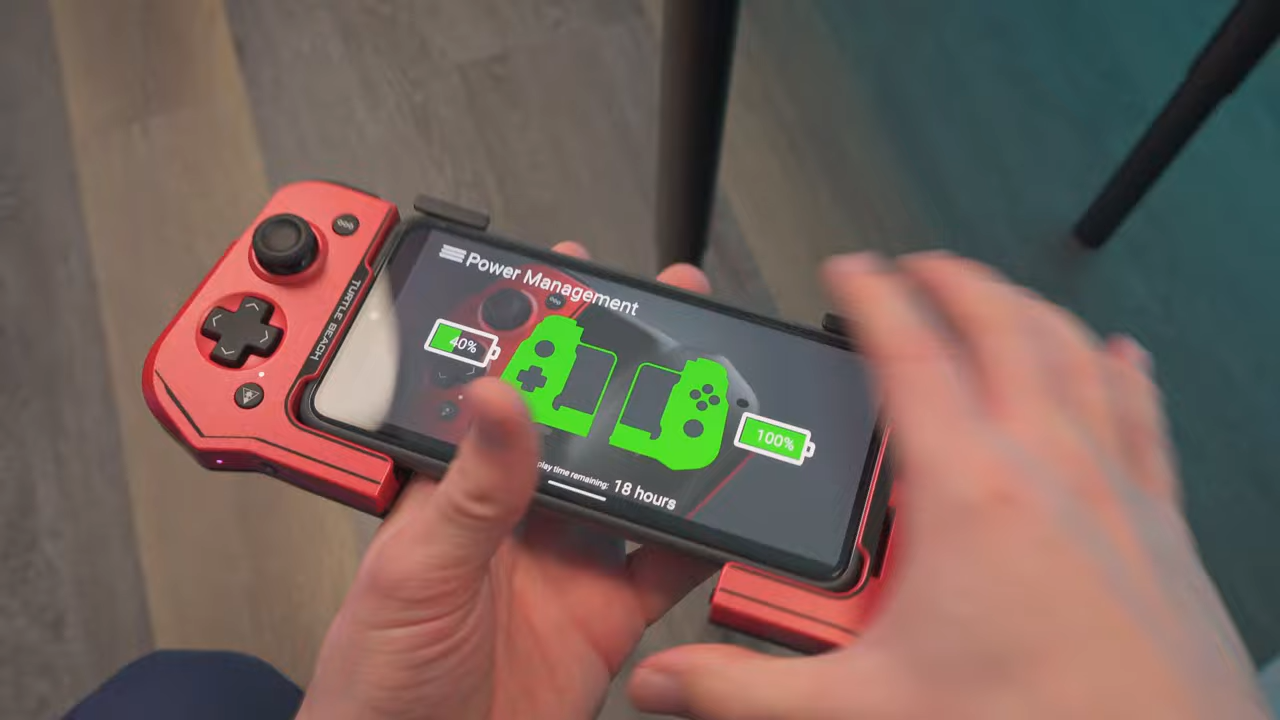 TURTLE BEACH
Power Management
40%
100%
play time remaining: 18 hours